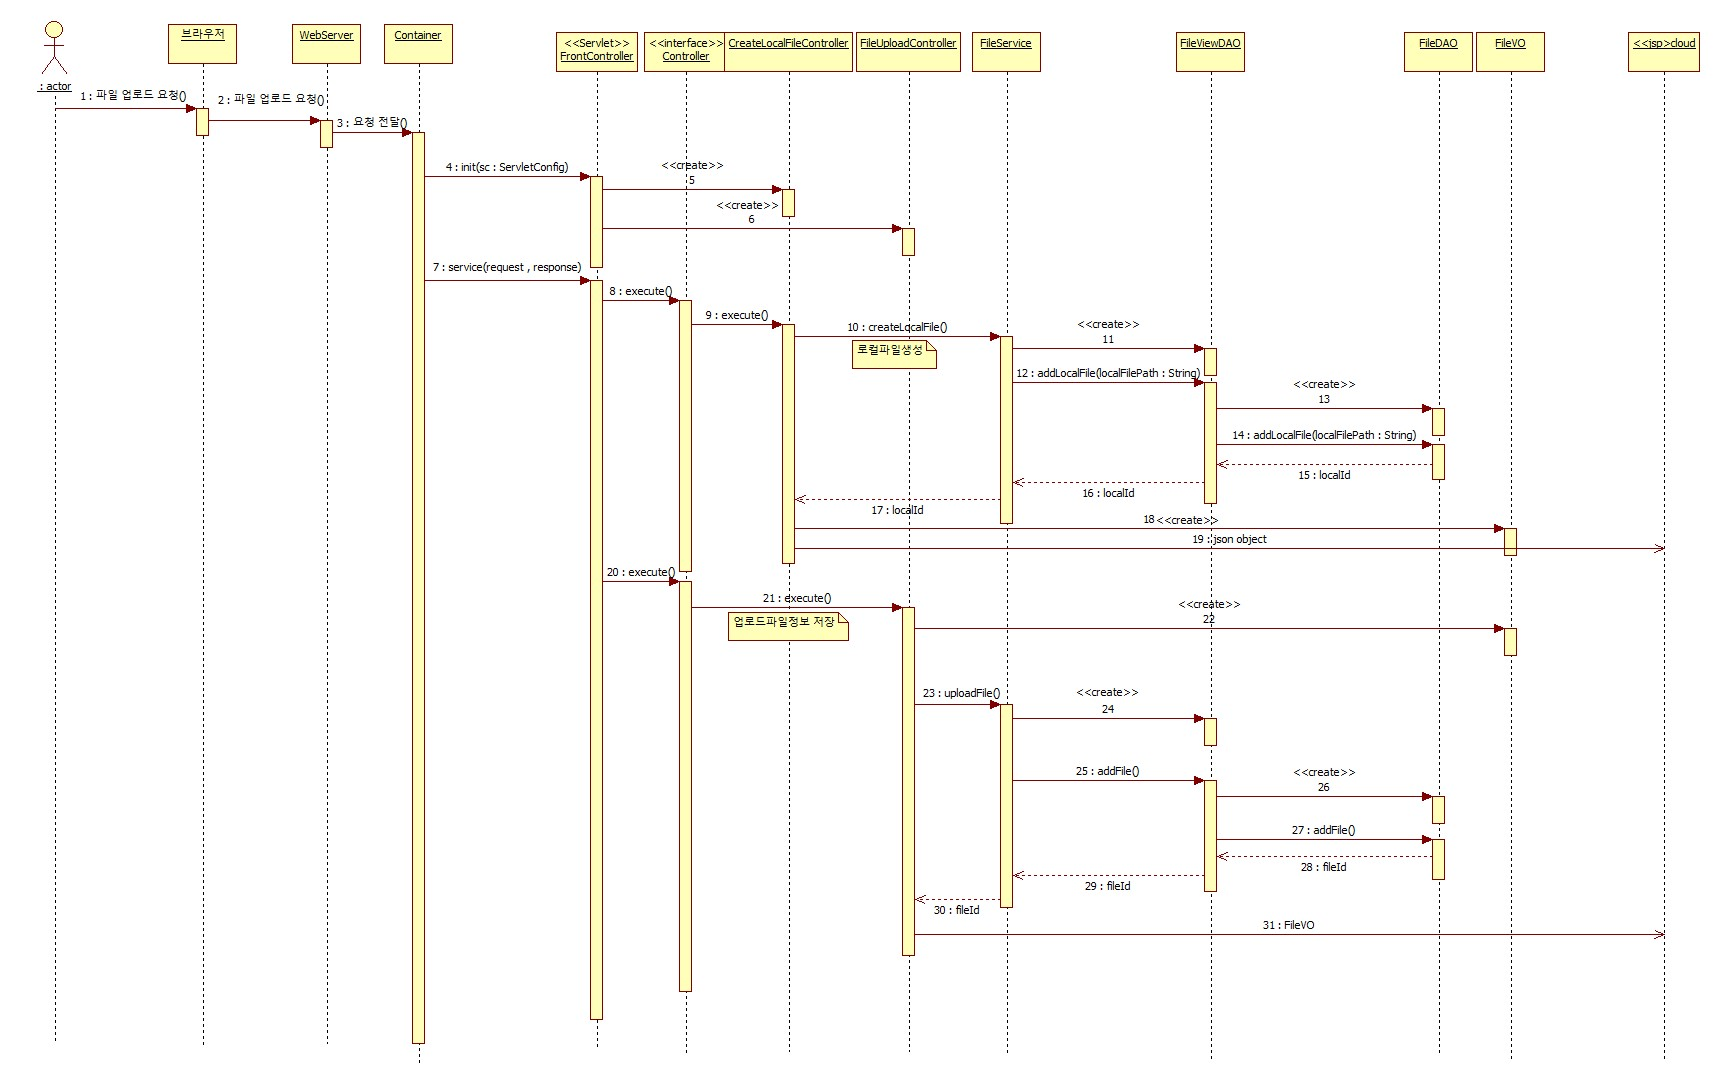 브라우저
WebServer
Container
<<Servlet>>
FrontController
<<interface>>
Controller
CreateLocalFileController
FileUploadController
FileService
FileViewDAO
FileDAO
FileVO
<<jsp>cloud
: actor
1 : 파일 업로드 요청()
2 : 파일 업로드 요청()
3 : 요청 전달()
4 : init(sc : ServletConfig)
<<create>>
5
<<create>>
6
7 : service(request , response)
8 : execute()
9 : execute()
10 : createLocalFile()
로컬파일생성
<<create>>
11
12 : addLocalFile(localFilePath : String)
<<create>>
13
14 : addLocalFile(localFilePath : String)
15 : localId
16 : localId
17 : localId
18 <<create>>
19 : json object
20 : execute()
21 : execute()
업로드파일정보 저장
<<create>>
22
23 : uploadFile()
<<create>>
24
25 : addFile()
<<create>>
26
27 : addFile()
28 : fileId
29 : fileId
30 : fileId
31 : FileVO